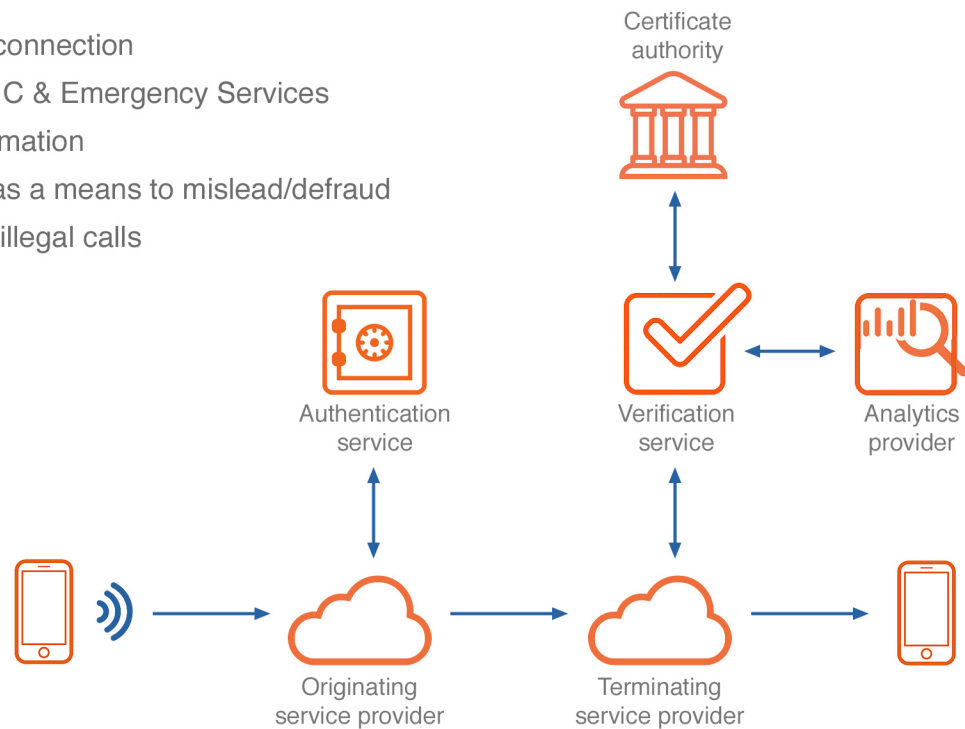 connection
C & Emergency Services
mation
as a means to mislead/defraud
illegal calls
Certificate
authority
Authentication
service
Verification
service
Analytics
provider
Originating
service provider
Terminating
service provider